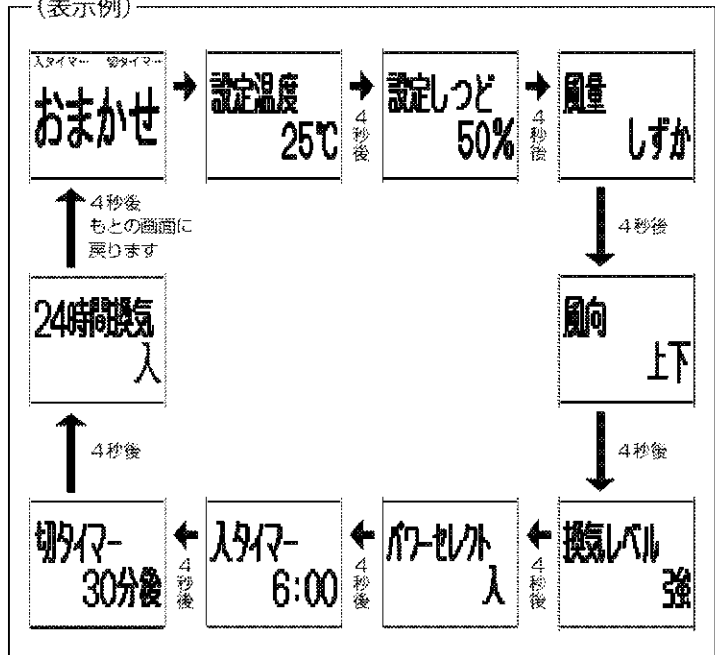 (表示例)
入タイマー… 切タイマー…
おまかせ
設定温度
25℃
4秒後
設定しつど
50%
4秒後
風量
しずか
4秒後
風向
上下
4秒後
換気レベル
強
4秒後
パワーセレクト
入
4秒後
入タイマー
6:00
4秒後
切タイマー
30分後
4秒後
24時間換気
入
4秒後
もとの画面に
戻ります